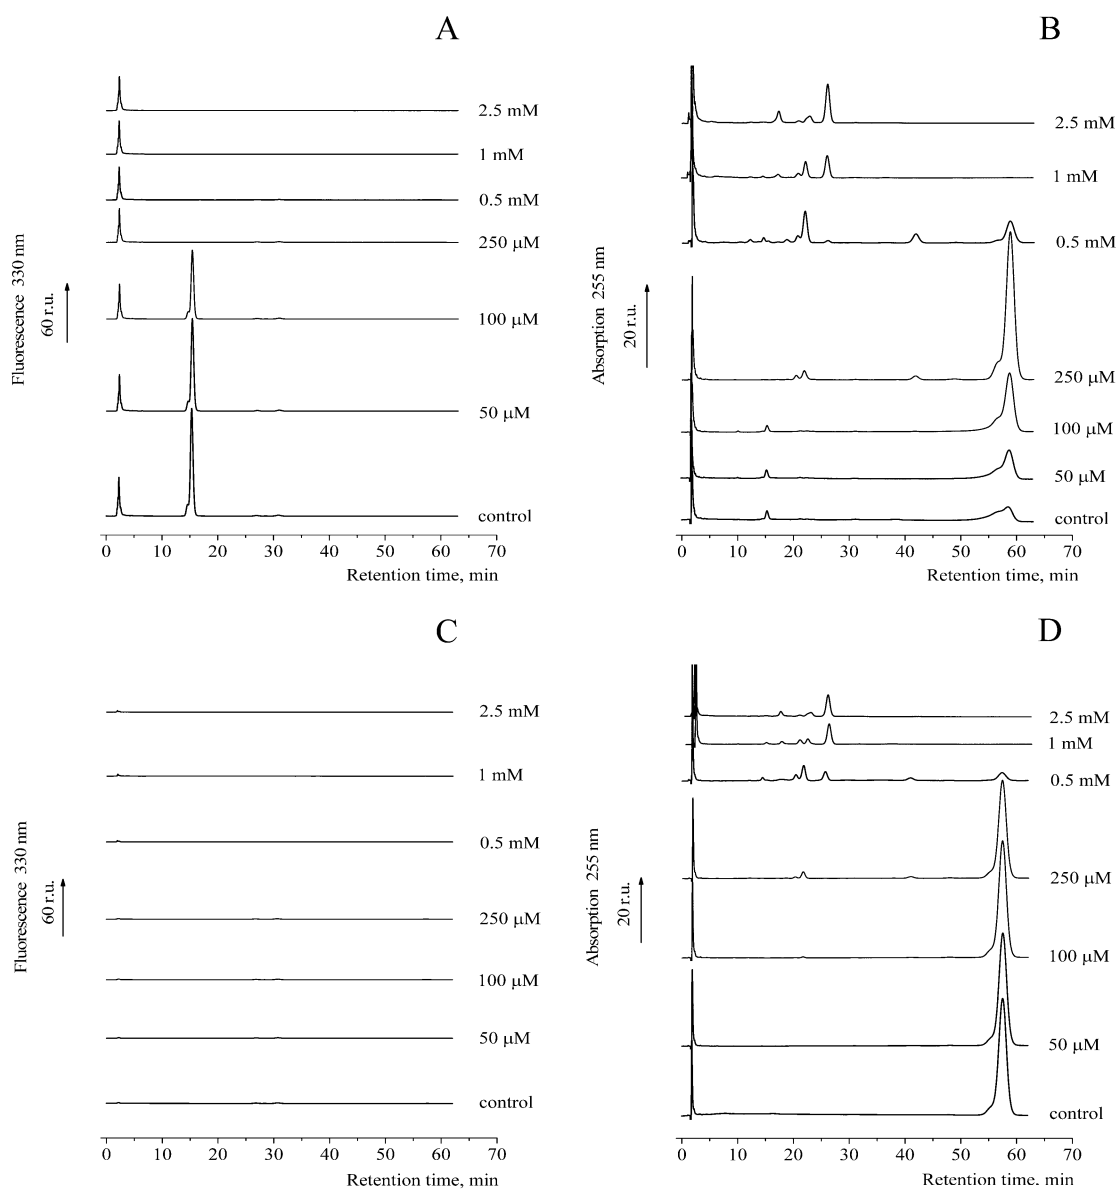 A
2.5 mM
1 mM
0.5 mM
250 μM
100 μM
50 μM
control
Fluorescence 330 nm
60 r.u.
0 10 20 30 40 50 60 70
Retention time, min
B
2.5 mM
1 mM
0.5 mM
250 μM
100 μM
50 μM
control
Absorption 255 nm
20 r.u.
0 10 20 30 40 50 60 70
Retention time, min
C
2.5 mM
1 mM
0.5 mM
250 μM
100 μM
50 μM
control
Fluorescence 330 nm
60 r.u.
0 10 20 30 40 50 60 70
Retention time, min
D
2.5 mM
1 mM
0.5 mM
250 μM
100 μM
50 μM
control
Absorption 255 nm
20 r.u.
0 10 20 30 40 50 60 70
Retention time, min